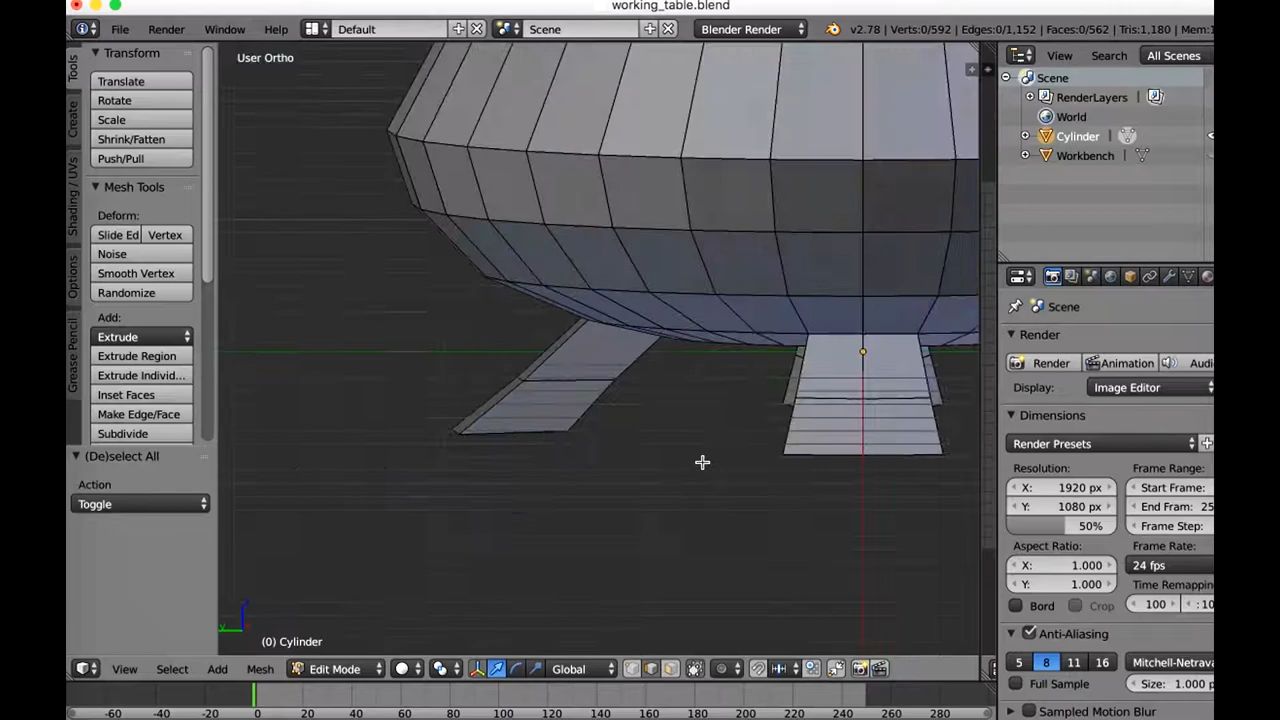 working_table.blend
File Render Window Help Default Scene Blender Render v2.78 | Verts:0/592 | Edges:0/1,152 | Faces:0/562 | Tris:1,180 | Mem:1
Tools
Create
Shading / UVs
Options
Grease Pencil
Transform
Translate
Rotate
Scale
Shrink/Fatten
Push/Pull
Mesh Tools
Deform:
Slide Ed Vertex
Noise
Smooth Vertex
Randomize
Add:
Extrude
Extrude Region
Extrude Individ...
Inset Faces
Make Edge/Face
Subdivide
(De)select All
Action
Toggle
User Ortho
(0) Cylinder
View Select Add Mesh Edit Mode Global
-60 -40 -20 0 20 40 60 80 100 120 140 160 180 200 220 240 260 280
View Search All Scenes
Scene
RenderLayers
World
Cylinder
Workbench
Scene
Render
Render Animation Audi
Display: Image Editor
Dimensions
Render Presets
Resolution: Frame Range:
X: 1920 px Start Frame:
Y: 1080 px End Fram: 25
50% Frame Step:
Aspect Ratio: Frame Rate:
X: 1.000 24 fps
Y: 1.000 Time Remapping
Bord Crop 100 : 10
Anti-Aliasing
5 8 11 16 Mitchell-Netrava
Full Sample Size: 1.000 p
Sampled Motion Blur